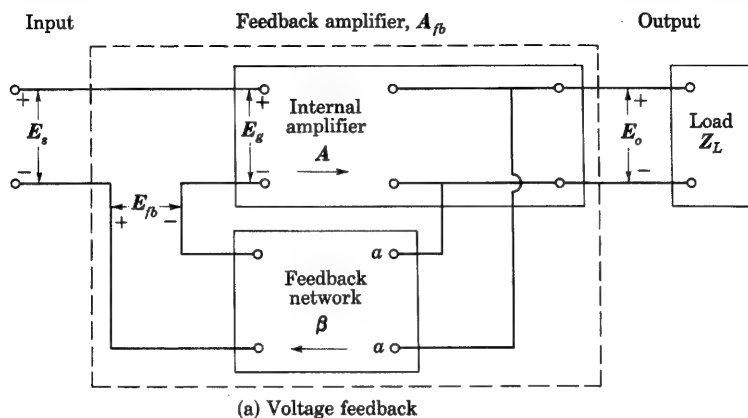 Input
Feedback amplifier, A_fb
Output
+
E_s
−
+
E_g
−
Internal
amplifier
A
+
E_o
−
Load
Z_L
E_fb
+
−
a
Feedback
network
β
a
(a) Voltage feedback